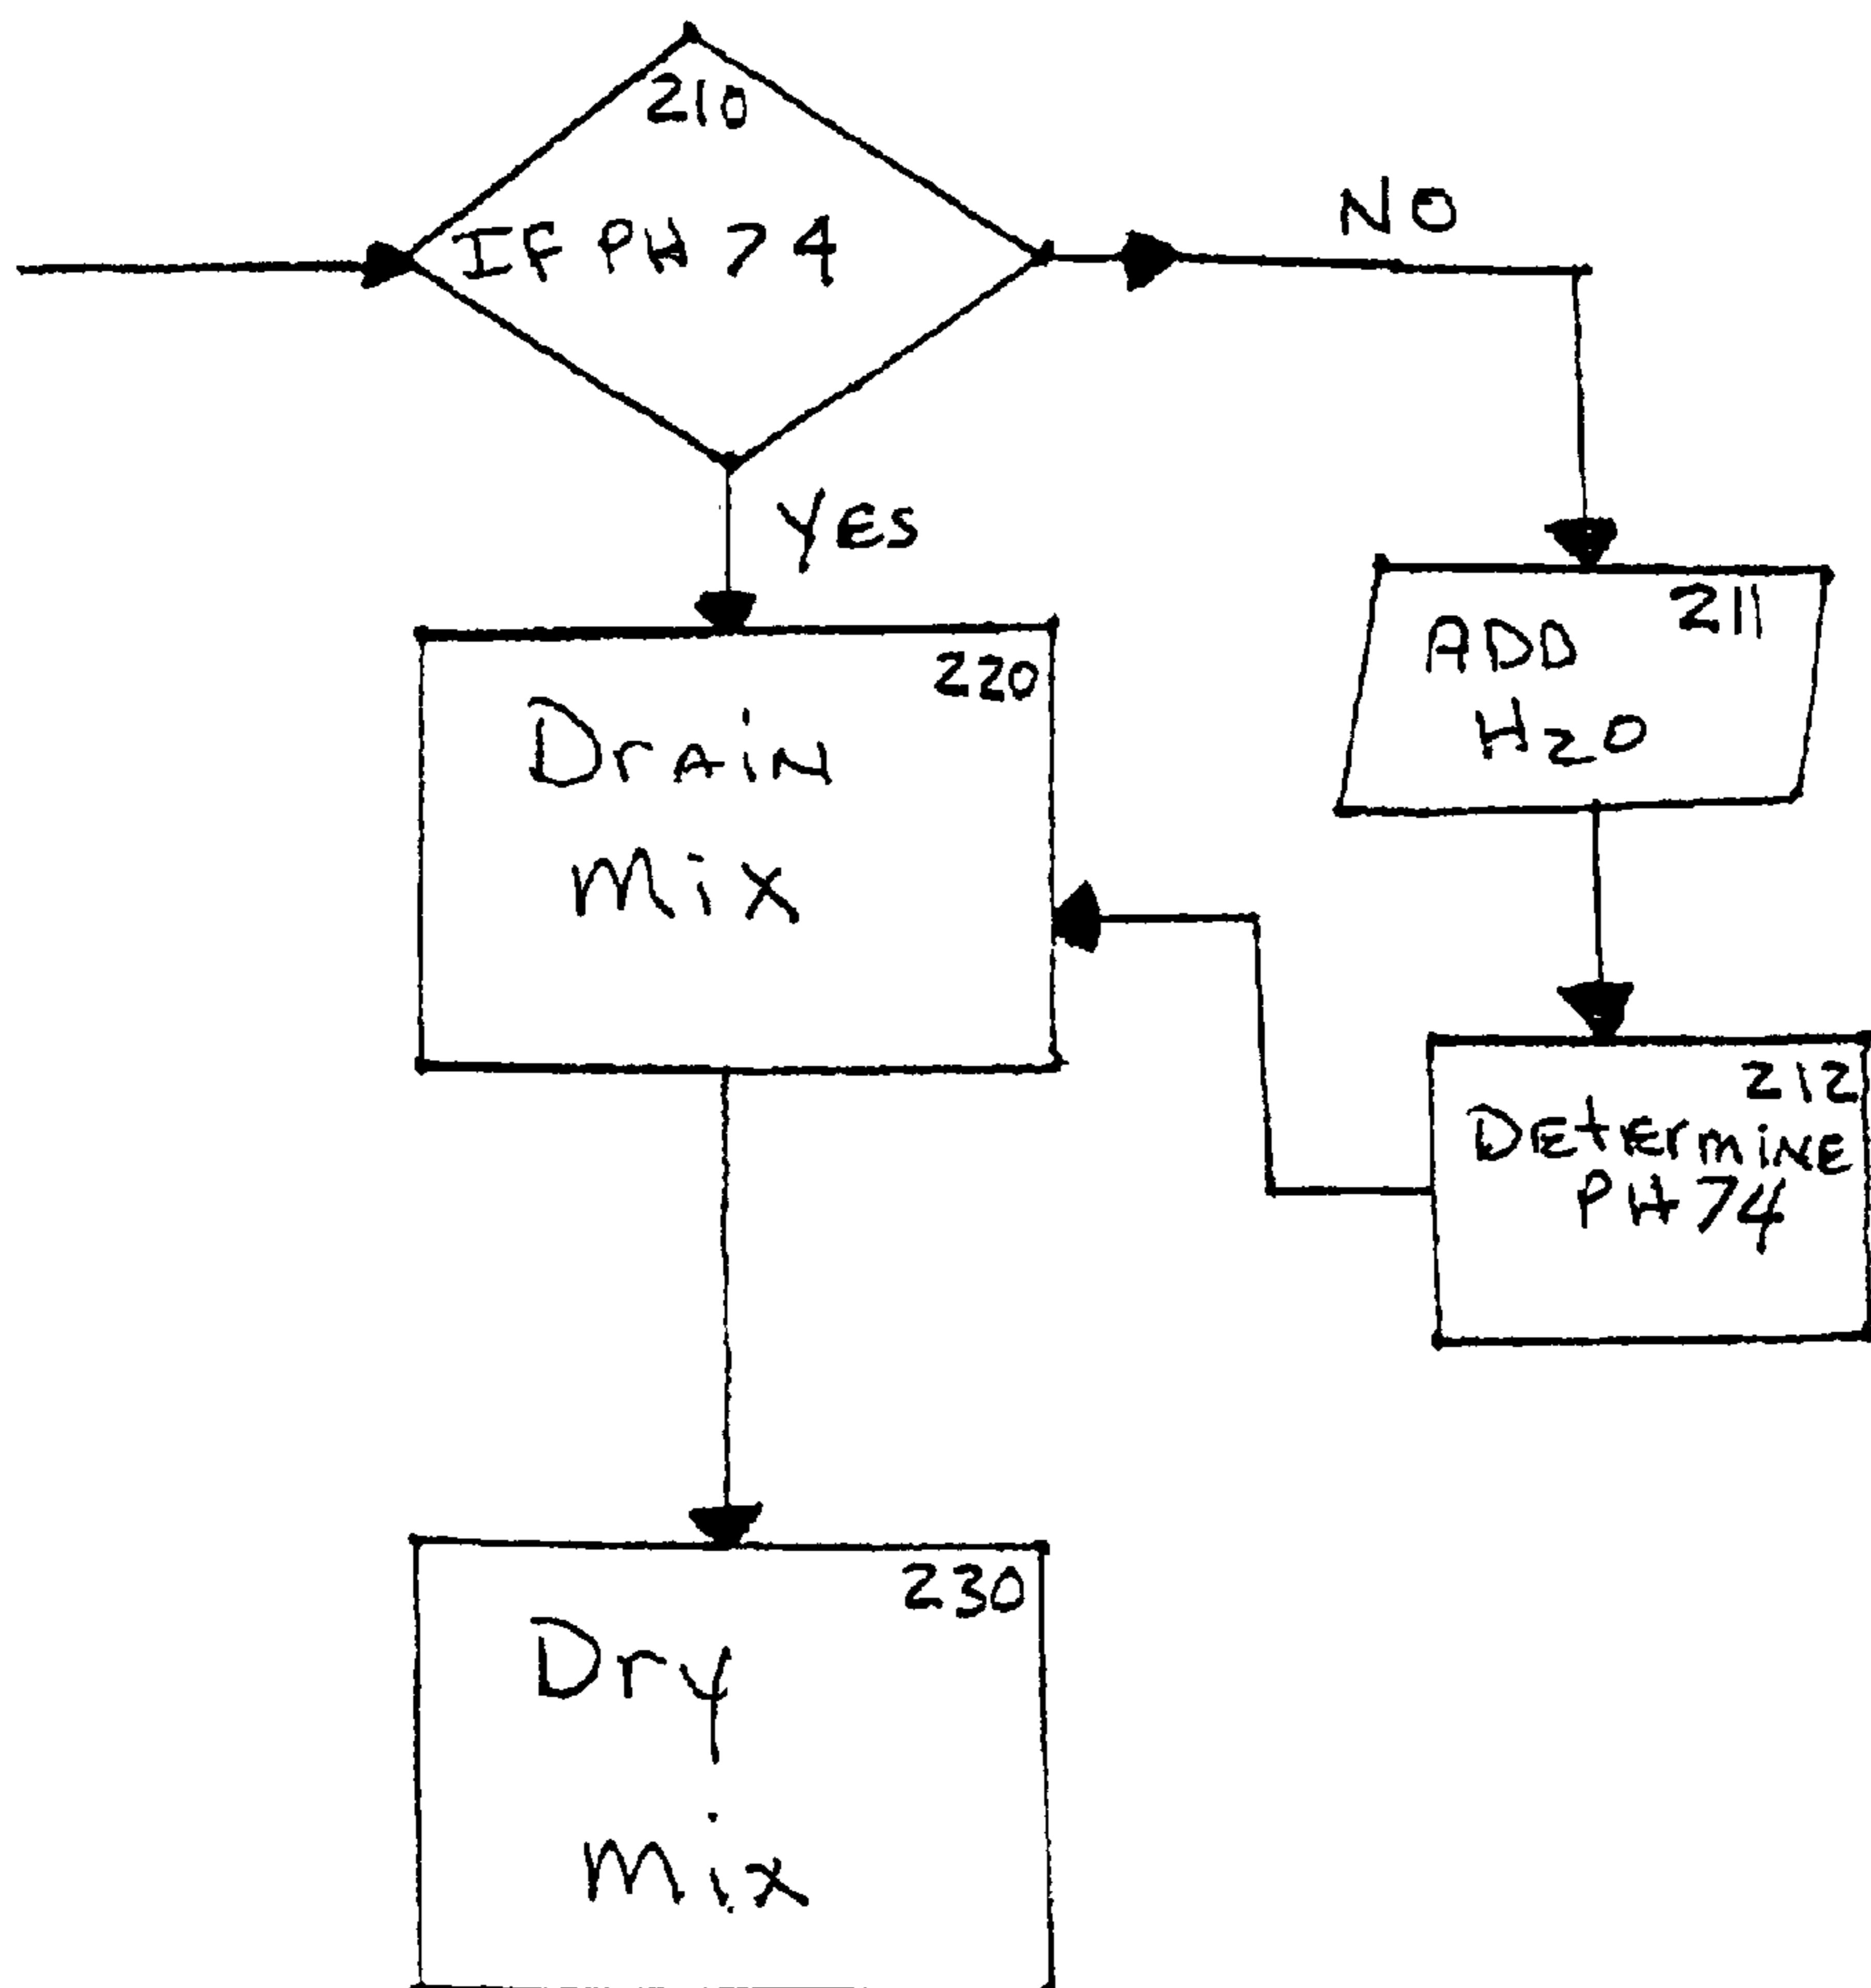 210
IF PH 74
NO
YES
211
ADD
H2O
220
Drain
Mix
212
Determine
PH 74
230
Dry
Mix